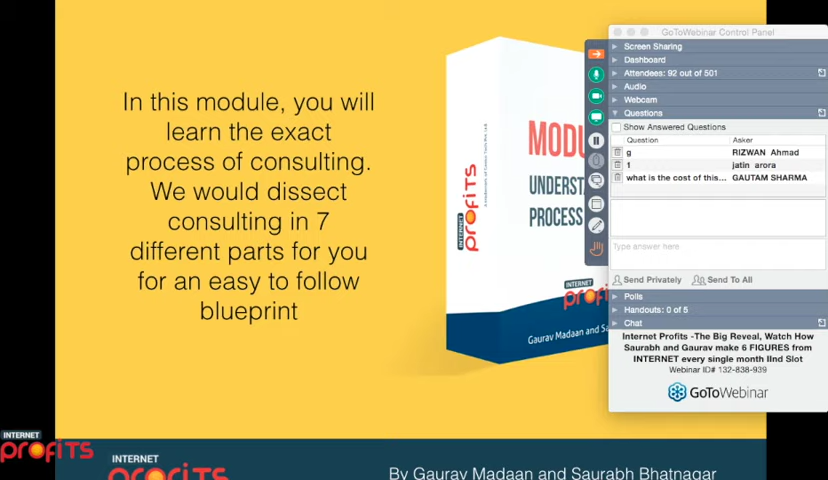 In this module, you will
learn the exact
process of consulting.
We would dissect
consulting in 7
different parts for you
for an easy to follow
blueprint
INTERNET
PROFITS
MODU
UNDERSTA
PROCESS
INTERNET
profi
Gaurav Madaan and Sa
GoToWebinar Control Panel
Screen Sharing
Dashboard
Attendees: 92 out of 501
Audio
Webcam
Questions
Show Answered Questions
Question Asker
g RIZWAN Ahmad
1 jatin arora
what is the cost of this... GAUTAM SHARMA
Type answer here
Send Privately Send To All
Polls
Handouts: 0 of 5
Chat
Internet Profits -The Big Reveal, Watch How
Saurabh and Gaurav make 6 FIGURES from
INTERNET every single month IInd Slot
Webinar ID# 132-838-939
GoToWebinar
INTERNET
profiTS
INTERNET
profiTS
By Gaurav Madaan and Saurabh Bhatnagar